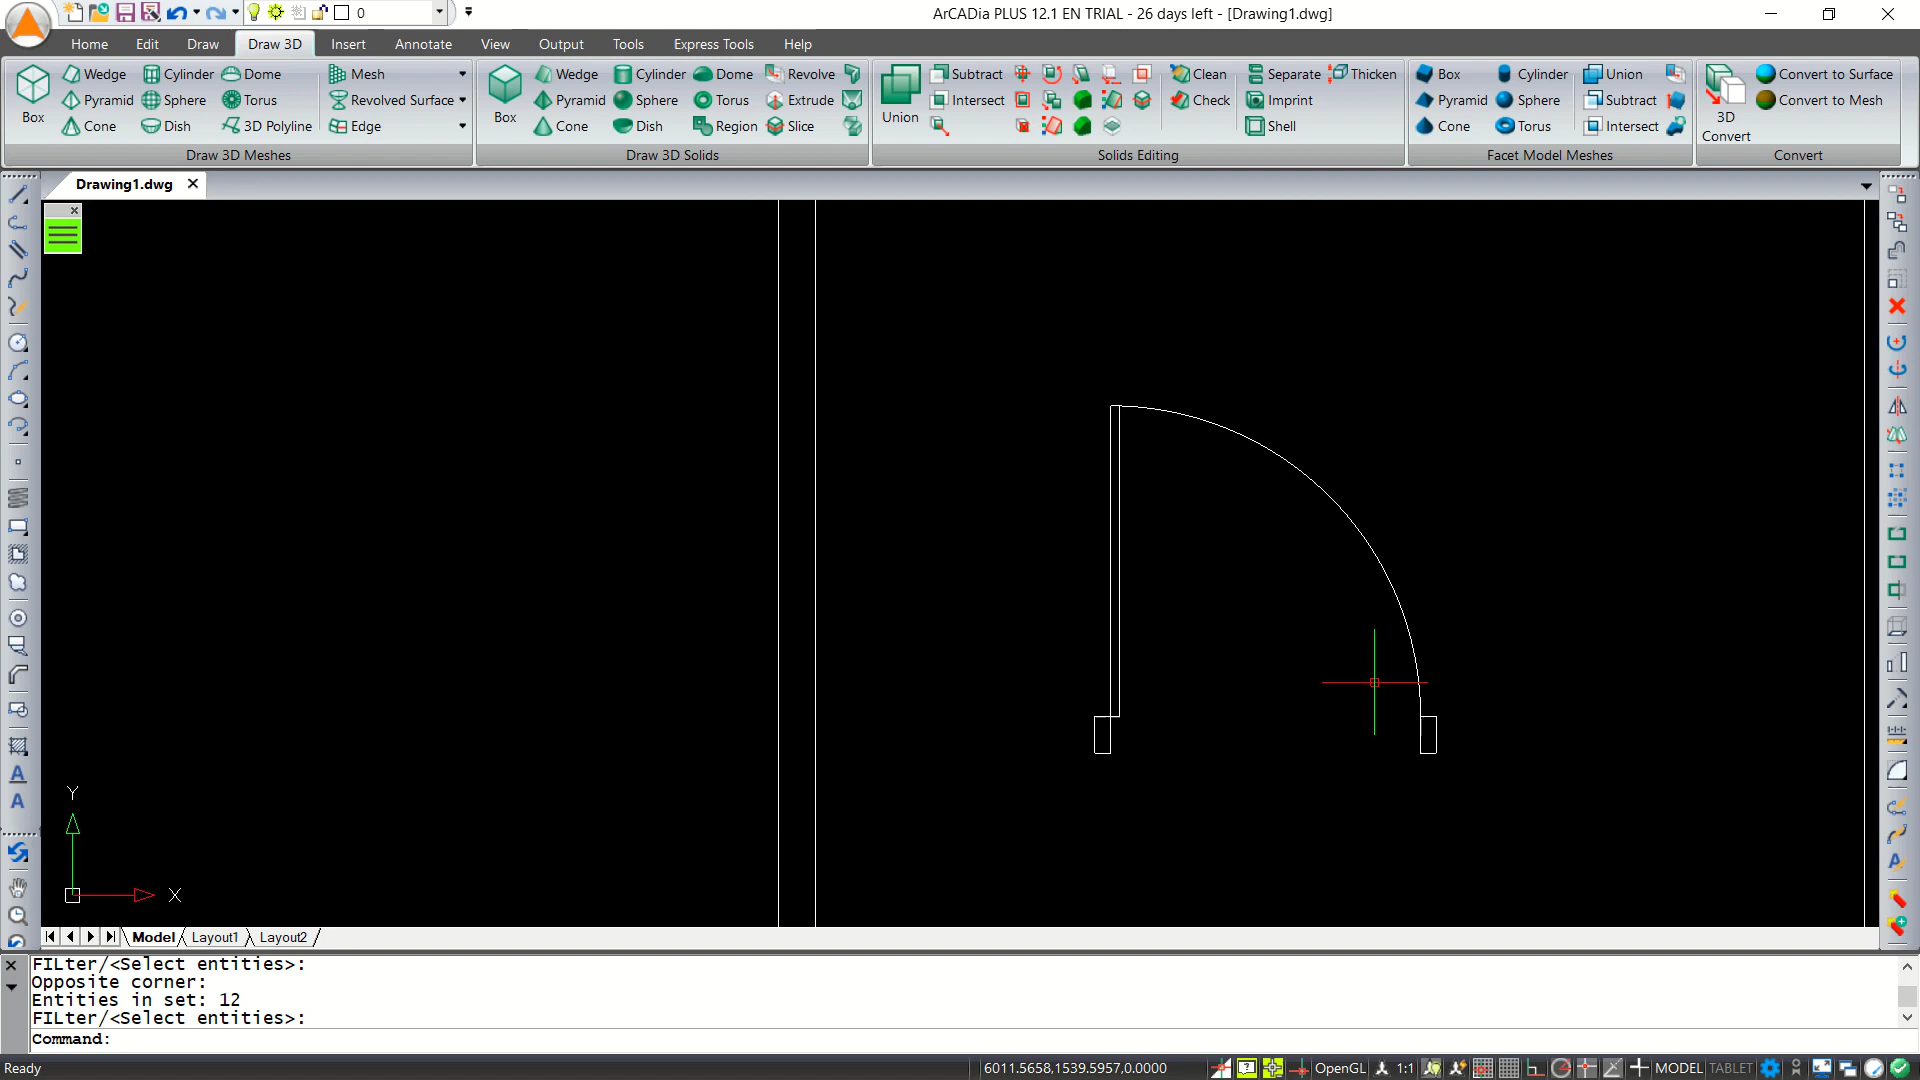 0
ArCADia PLUS 12.1 EN TRIAL - 26 days left - [Drawing1.dwg]
Home Edit Draw Draw 3D Insert Annotate View Output Tools Express Tools Help
Wedge Cylinder Dome Mesh Wedge Cylinder Dome Revolve Subtract Clean Separate Thicken Box Cylinder Union Convert to Surface
Pyramid Sphere Torus Revolved Surface Pyramid Sphere Torus Extrude Intersect Check Imprint Pyramid Sphere Subtract Convert to Mesh
Box Box Union 3D
Cone Dish 3D Polyline Edge Cone Dish Region Slice Shell Cone Torus Intersect Convert
Draw 3D Meshes Draw 3D Solids Solids Editing Facet Model Meshes Convert
Drawing1.dwg
Y
X
Model Layout1 Layout2
FILter/<Select entities>:
Opposite corner:
Entities in set: 12
FILter/<Select entities>:
Command:
Ready 6011.5658,1539.5957,0.0000 OpenGL 1:1 MODEL TABLET